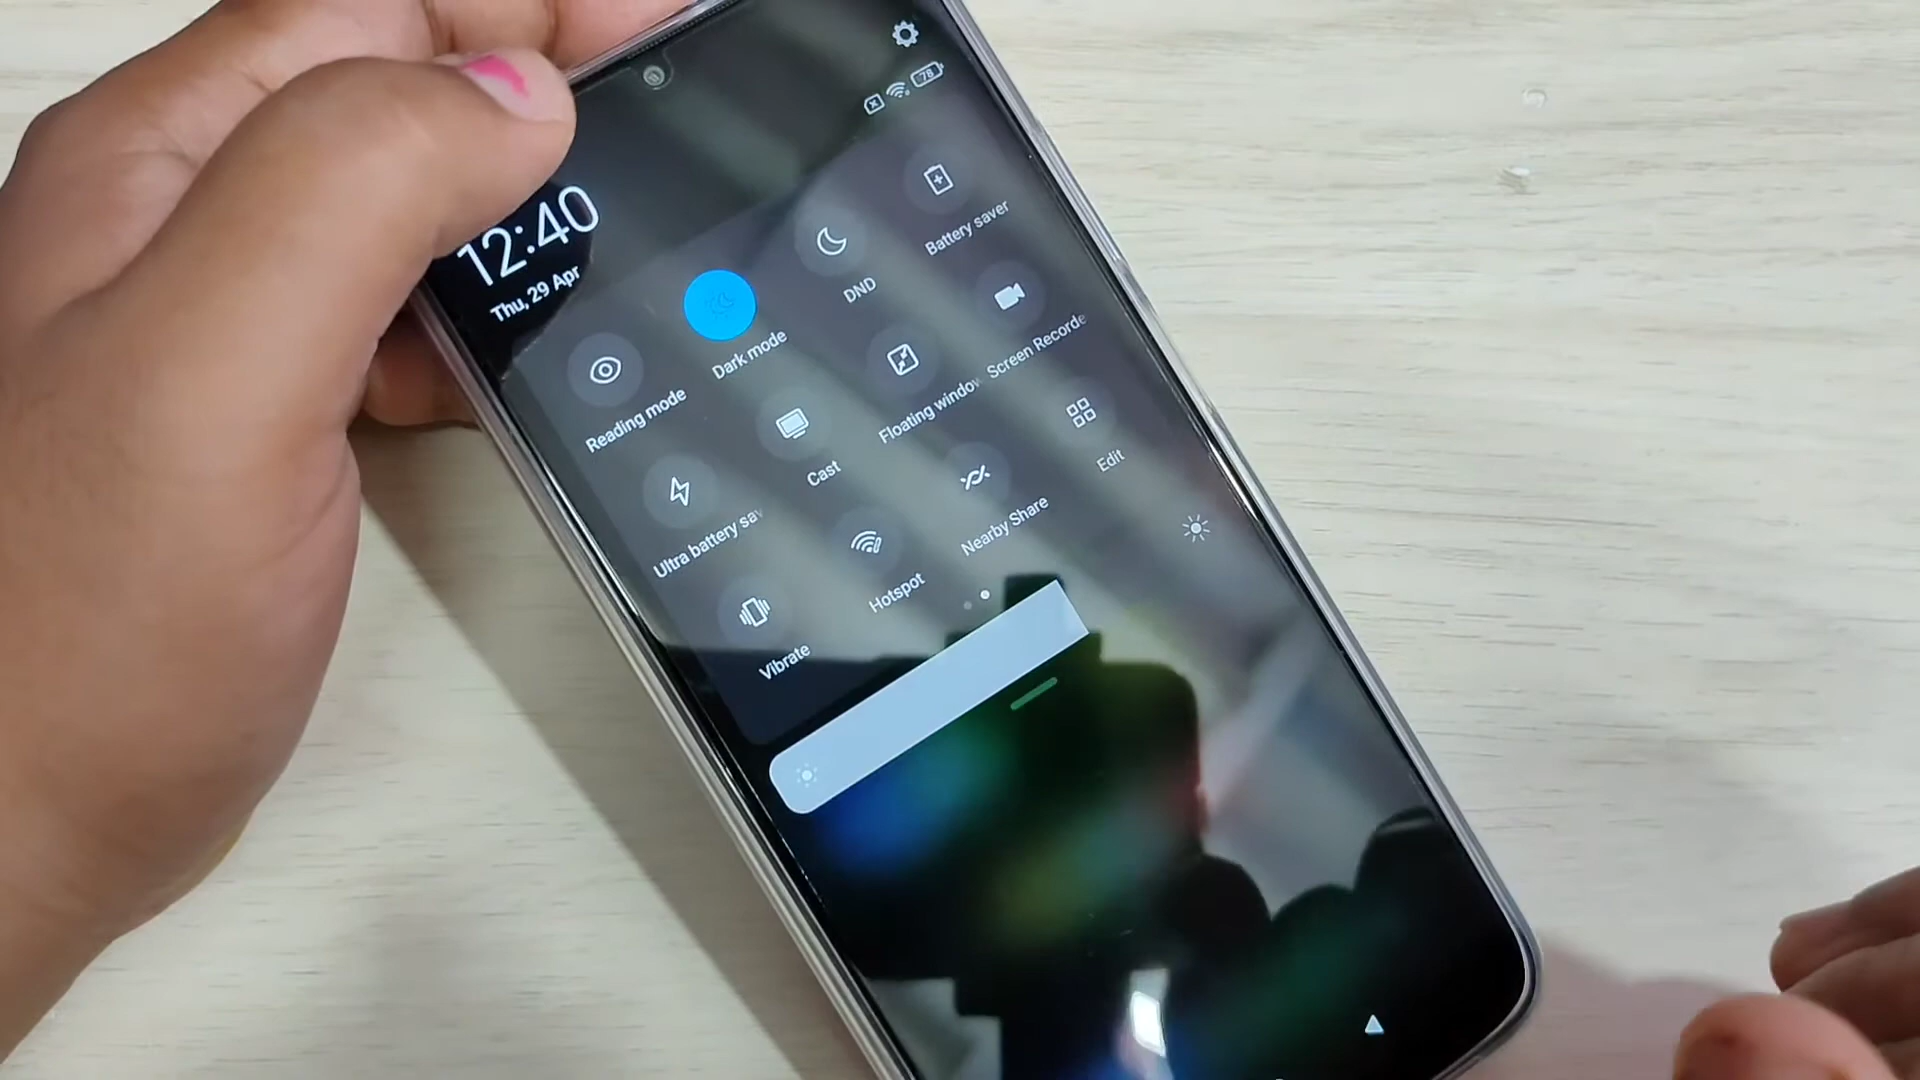 78
12:40
Thu, 29 Apr
Reading mode
Dark mode
DND
Battery saver
Ultra battery sav
Cast
Floating window
Screen Recorde
Vibrate
Hotspot
Nearby Share
Edit